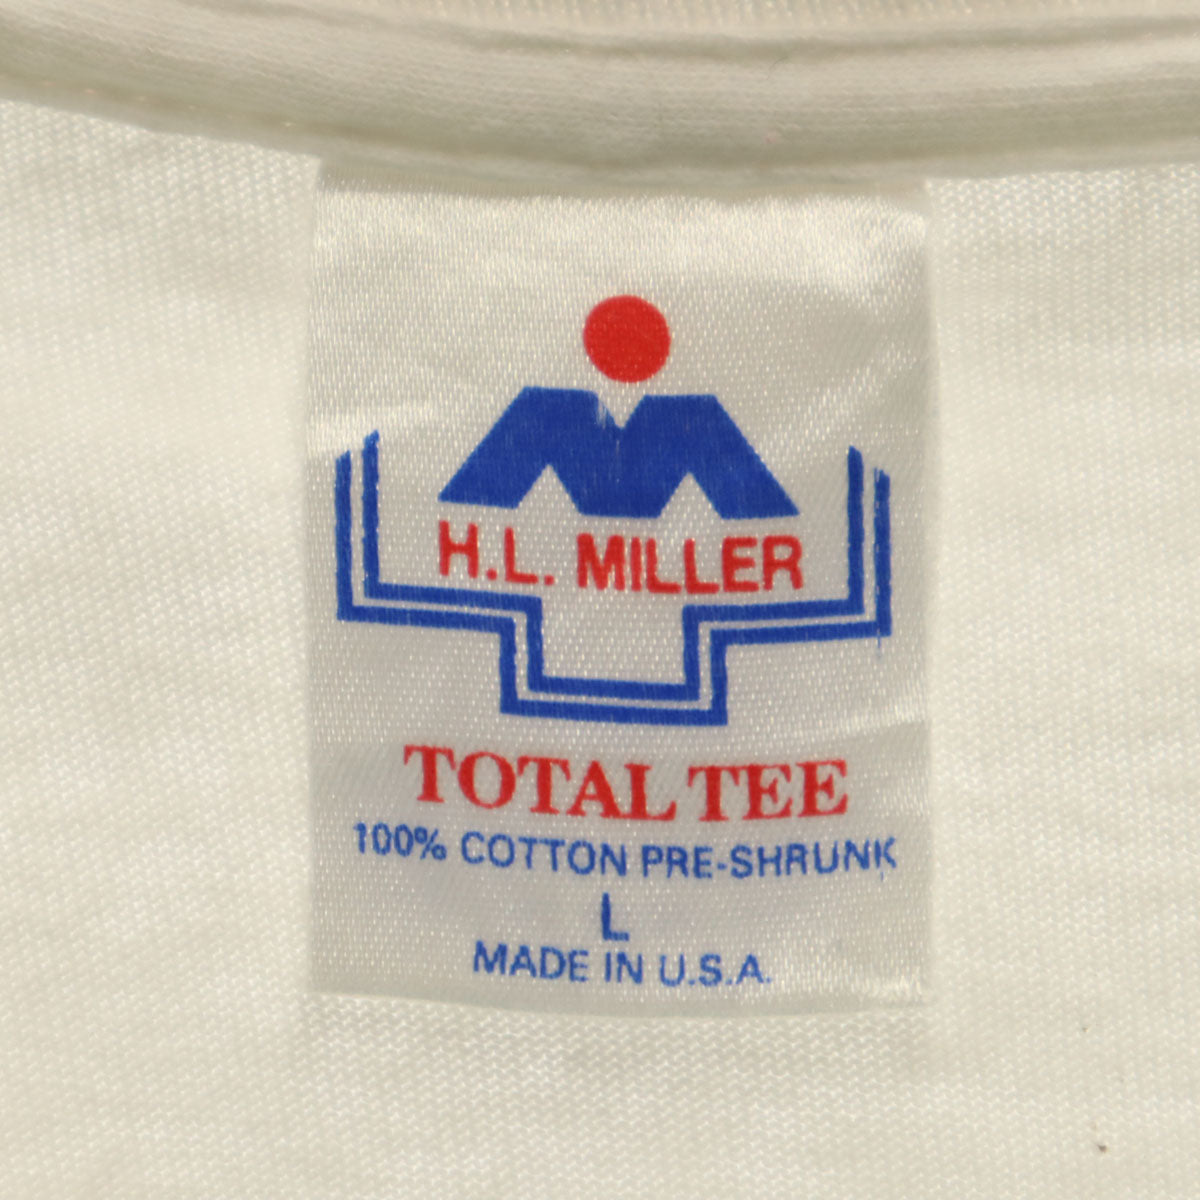 H.L. MILLER
TOTAL TEE
100% COTTON PRE-SHRUNK
L
MADE IN U.S.A.